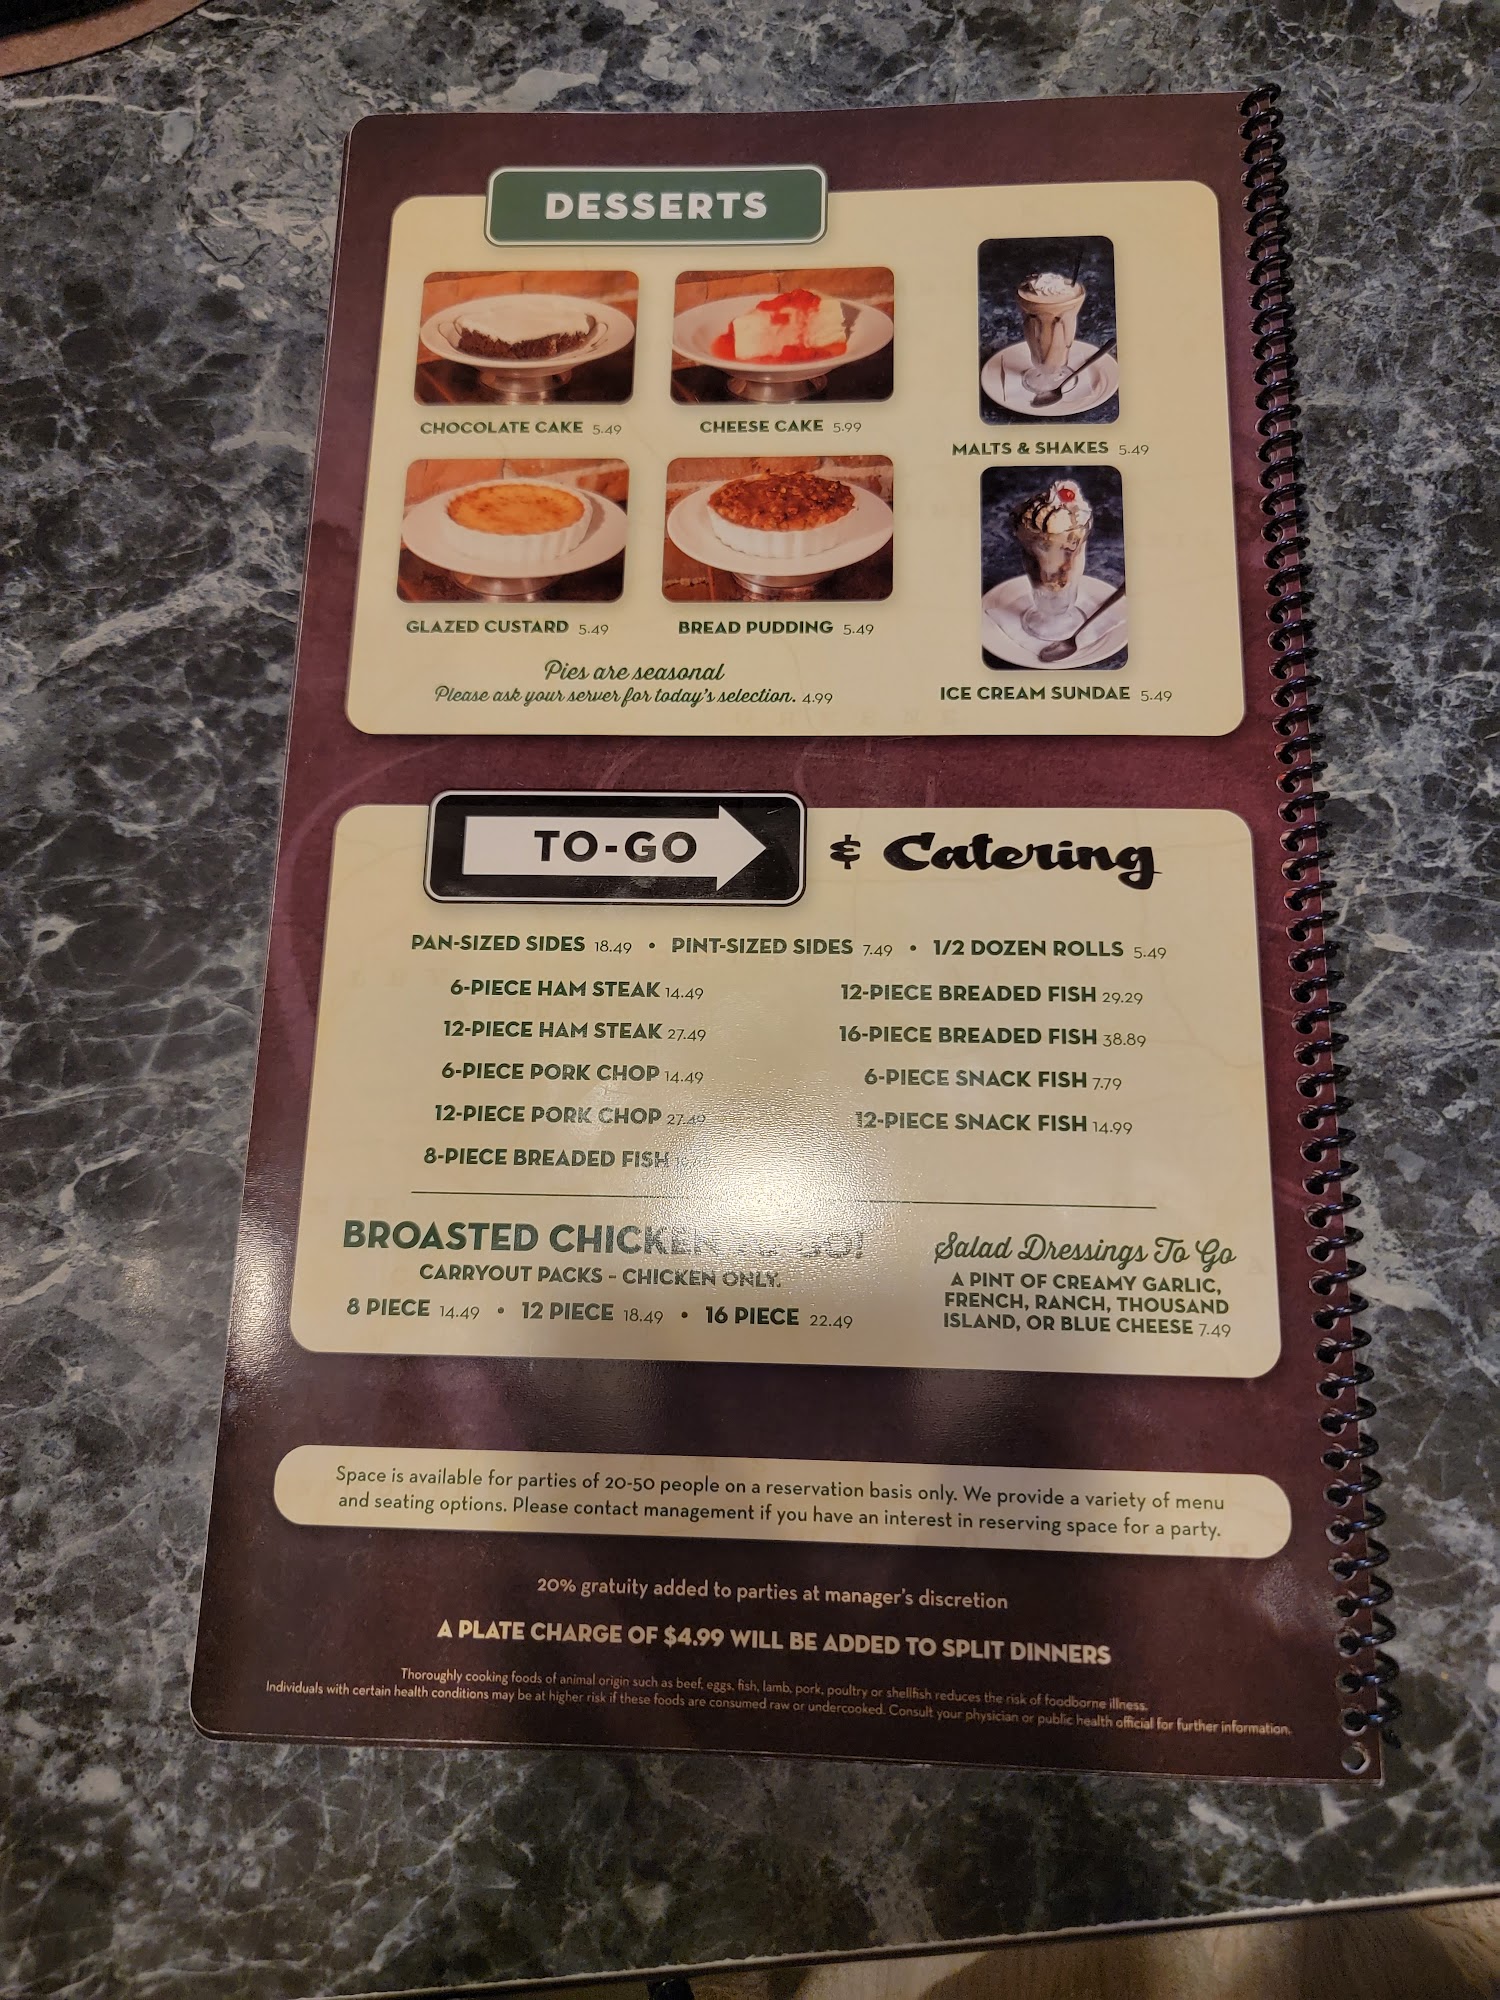 DESSERTS
CHOCOLATE CAKE 5.49
CHEESE CAKE 5.99
MALTS & SHAKES 5.49
GLAZED CUSTARD 5.49
BREAD PUDDING 5.49
ICE CREAM SUNDAE 5.49
Pies are seasonal
Please ask your server for today's selection. 4.99
TO-GO & Catering
PAN-SIZED SIDES 18.49 • PINT-SIZED SIDES 7.49 • 1/2 DOZEN ROLLS 5.49
6-PIECE HAM STEAK 14.49
12-PIECE HAM STEAK 27.49
6-PIECE PORK CHOP 14.49
12-PIECE PORK CHOP 27.49
8-PIECE BREADED FISH
12-PIECE BREADED FISH 29.29
16-PIECE BREADED FISH 38.89
6-PIECE SNACK FISH 7.79
12-PIECE SNACK FISH 14.99
BROASTED CHICKEN TO GO!
CARRYOUT PACKS - CHICKEN ONLY.
8 PIECE 14.49 • 12 PIECE 18.49 • 16 PIECE 22.49
Salad Dressings To Go
A PINT OF CREAMY GARLIC,
FRENCH, RANCH, THOUSAND
ISLAND, OR BLUE CHEESE 7.49
Space is available for parties of 20-50 people on a reservation basis only. We provide a variety of menu
and seating options. Please contact management if you have an interest in reserving space for a party.
20% gratuity added to parties at manager's discretion
A PLATE CHARGE OF $4.99 WILL BE ADDED TO SPLIT DINNERS
Thoroughly cooking foods of animal origin such as beef, eggs, fish, lamb, pork, poultry or shellfish reduces the risk of foodborne illness.
Individuals with certain health conditions may be at higher risk if these foods are consumed raw or undercooked. Consult your physician or public health official for further information.